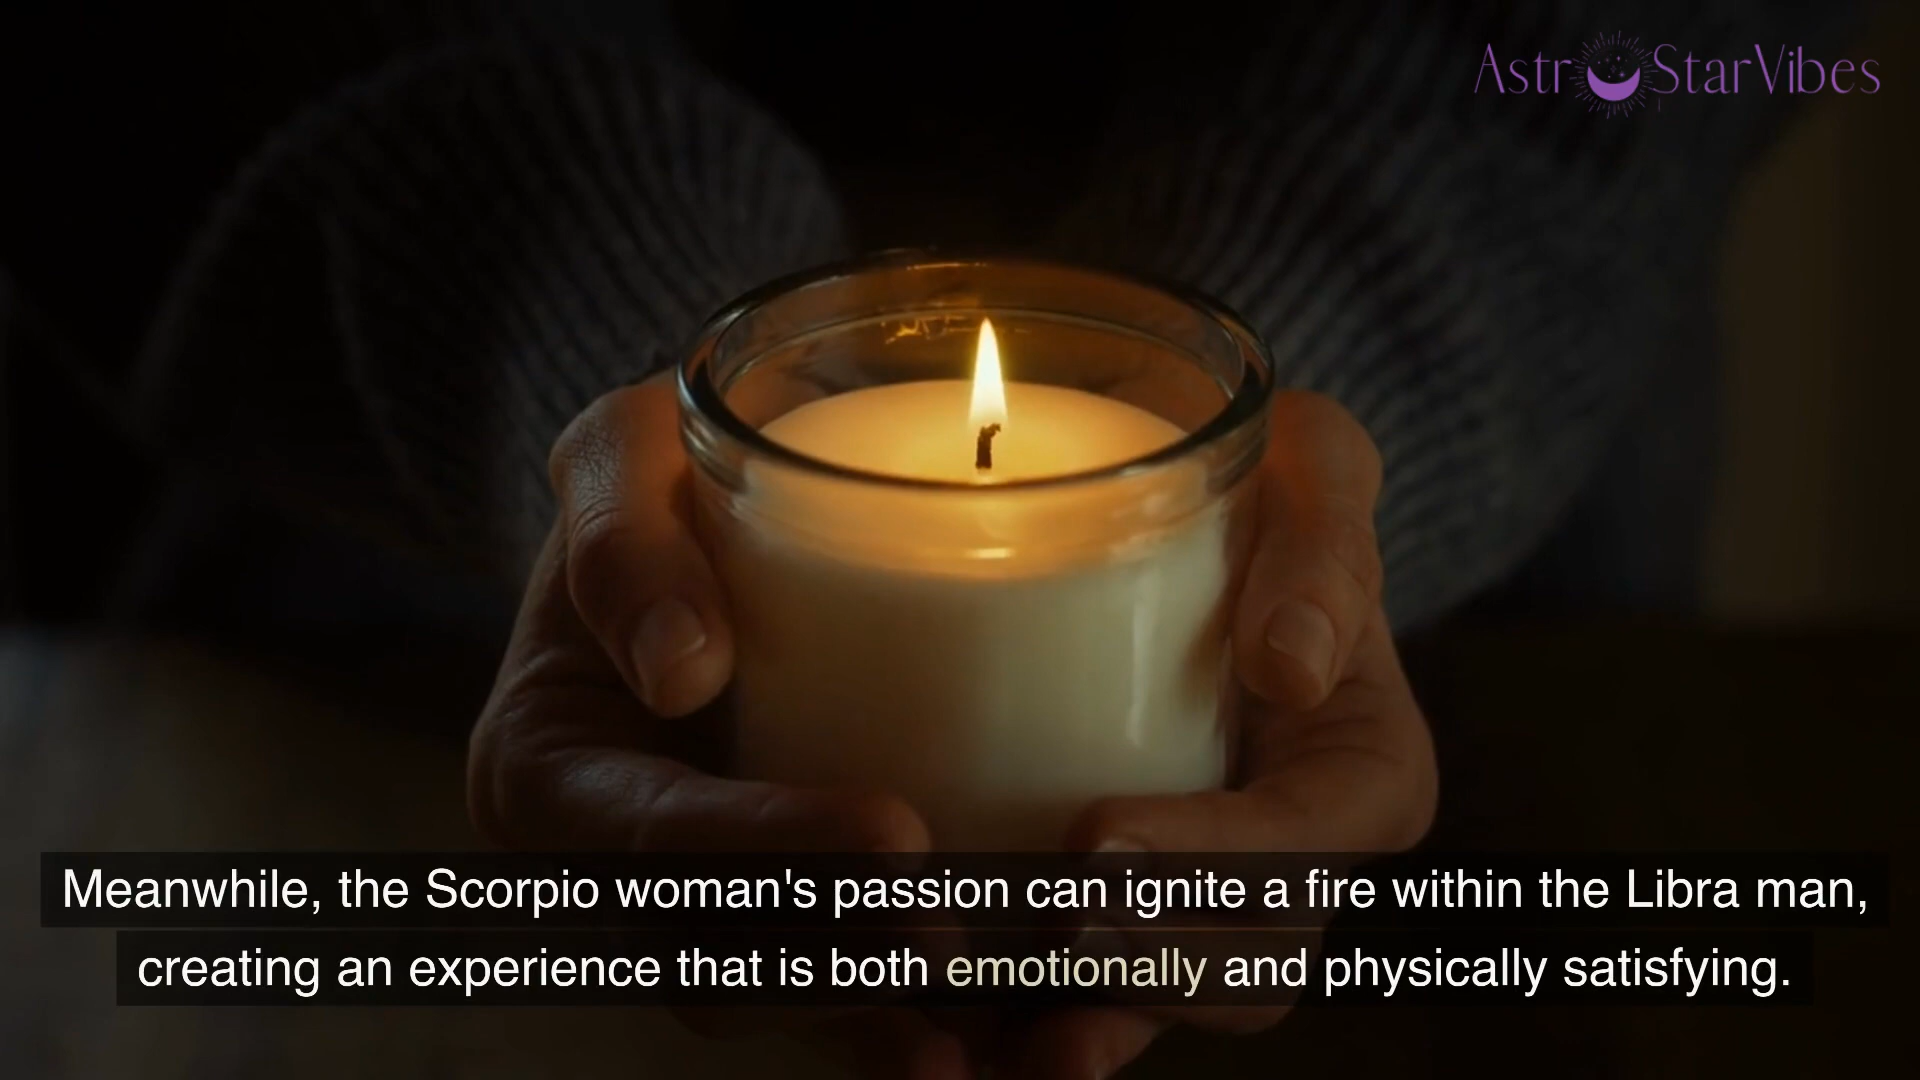 AstroStarVibes
Meanwhile, the Scorpio woman's passion can ignite a fire within the Libra man,
creating an experience that is both emotionally and physically satisfying.